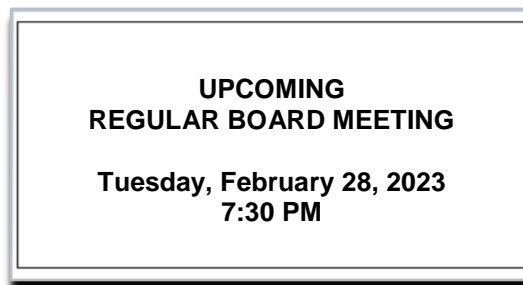 UPCOMING
REGULAR BOARD MEETING
Tuesday, February 28, 2023
7:30 PM